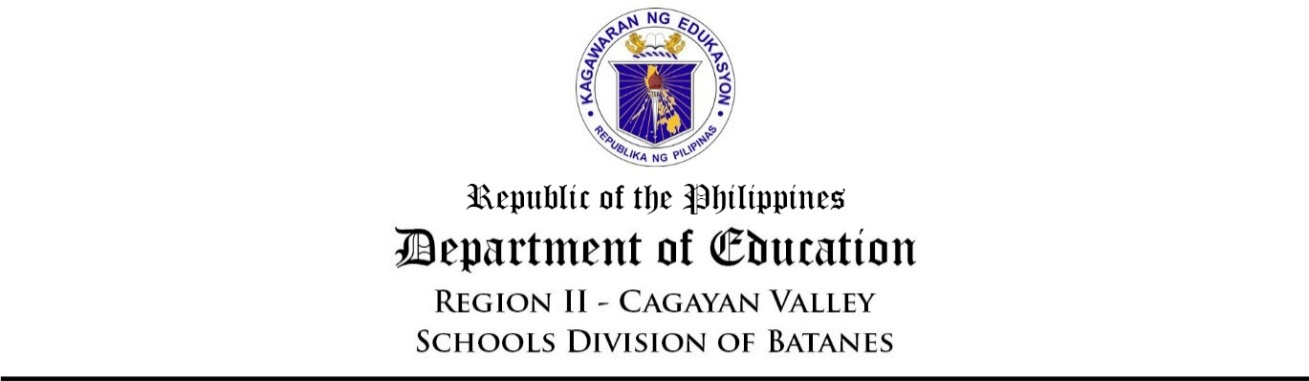 KAGAWARAN NG EDUKASYON
REPUBLIKA NG PILIPINAS
Republic of the Philippines
Department of Education
REGION II - CAGAYAN VALLEY
SCHOOLS DIVISION OF BATANES